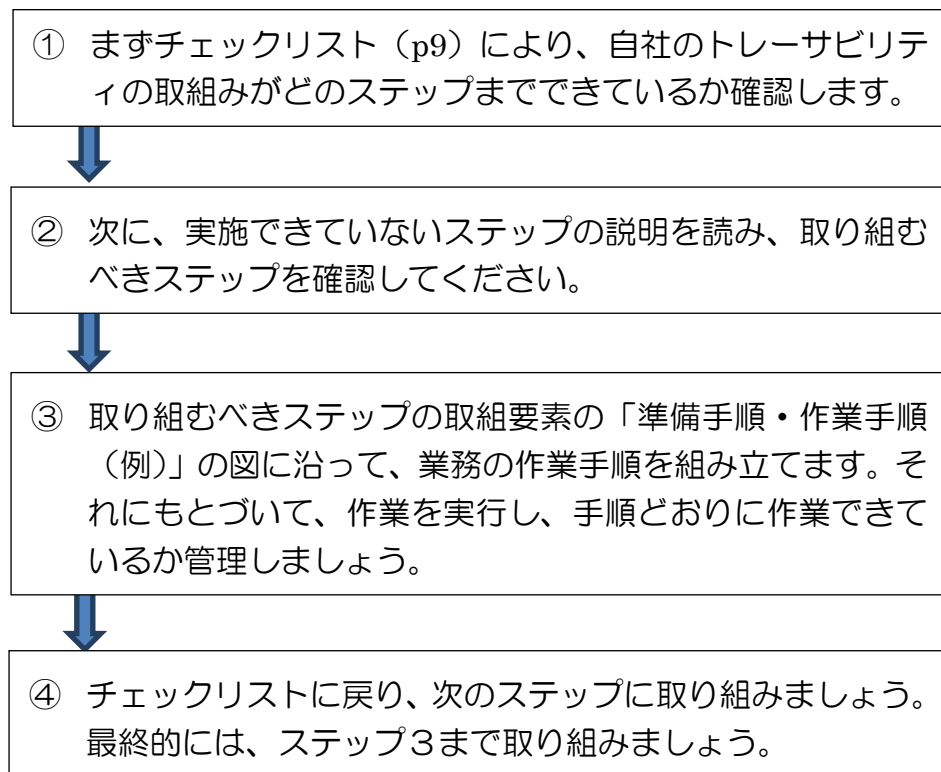 ① まずチェックリスト（p9）により、自社のトレーサビリテ
ィの取組みがどのステップまでできているか確認します。
② 次に、実施できていないステップの説明を読み、取り組む
べきステップを確認してください。
③ 取り組むべきステップの取組要素の「準備手順・作業手順
（例）」の図に沿って、業務の作業手順を組み立てます。そ
れにもとづいて、作業を実行し、手順どおりに作業できて
いるか管理しましょう。
④ チェックリストに戻り、次のステップに取り組みましょう。
最終的には、ステップ３まで取り組みましょう。